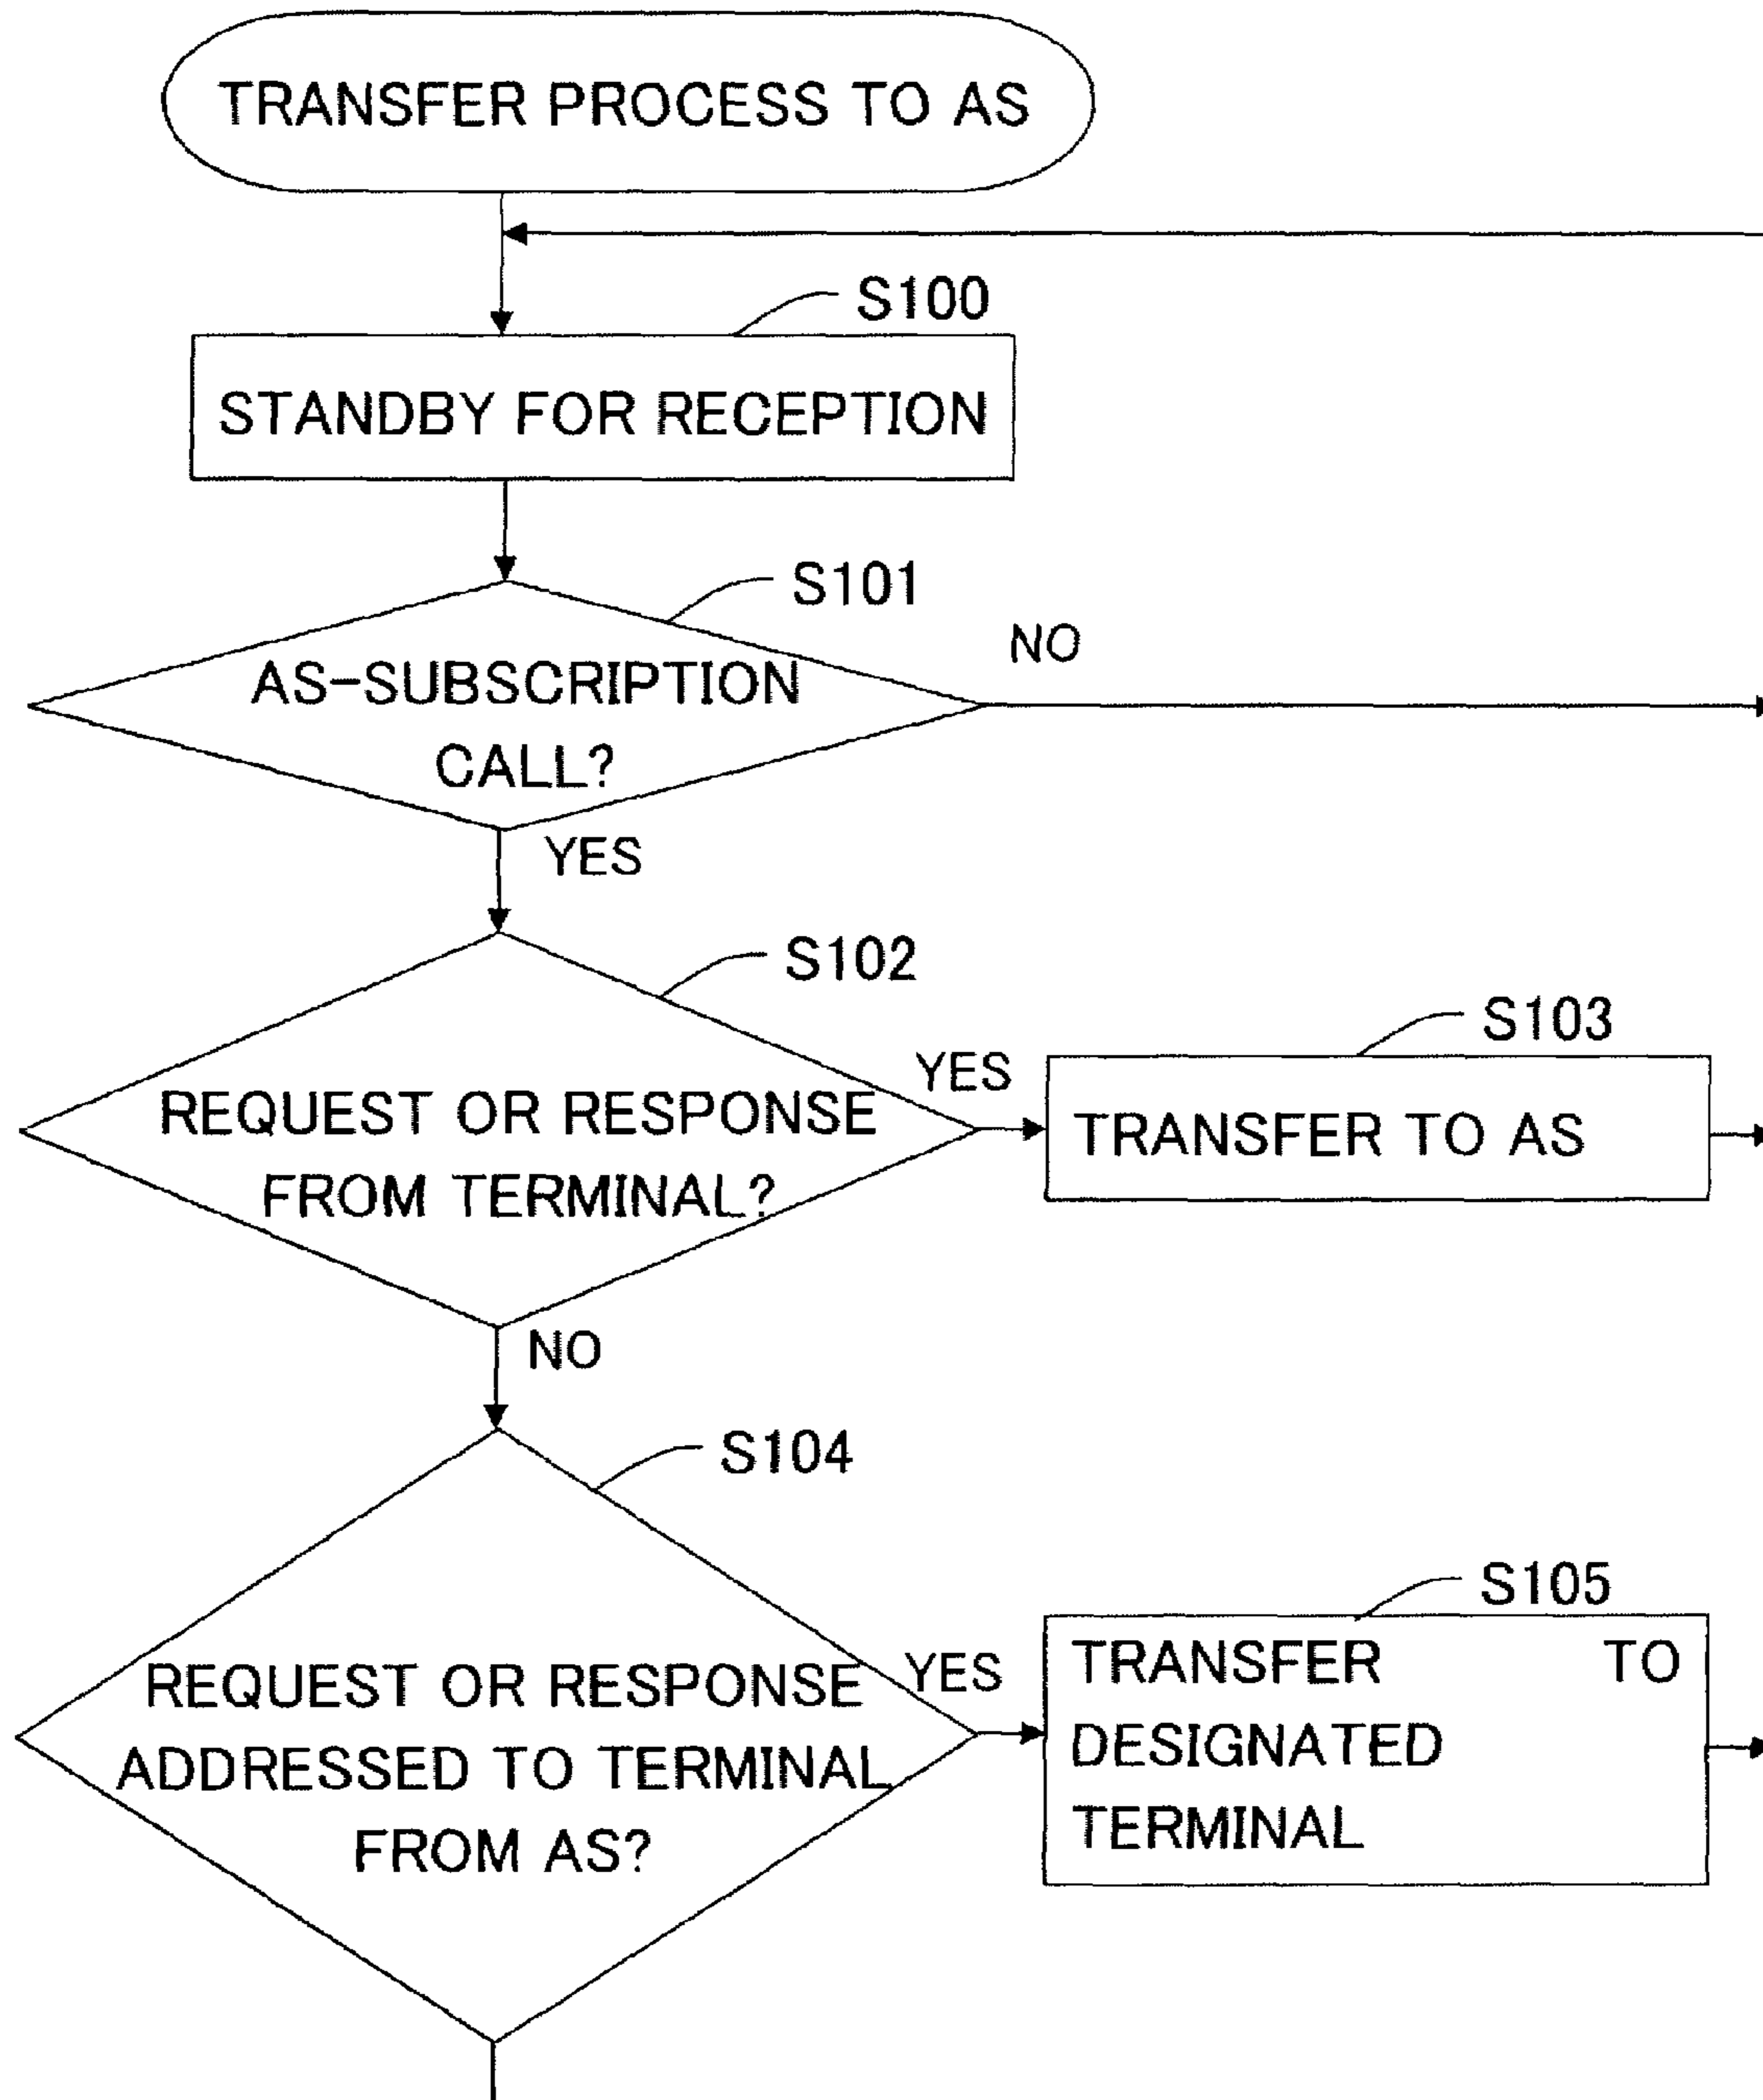 TRANSFER PROCESS TO AS
S100
STANDBY FOR RECEPTION
S101
AS-SUBSCRIPTION
CALL?
NO
YES
S102
REQUEST OR RESPONSE
FROM TERMINAL?
YES
S103
TRANSFER TO AS
NO
S104
REQUEST OR RESPONSE
ADDRESSED TO TERMINAL
FROM AS?
YES
S105
TRANSFER TO
DESIGNATED
TERMINAL